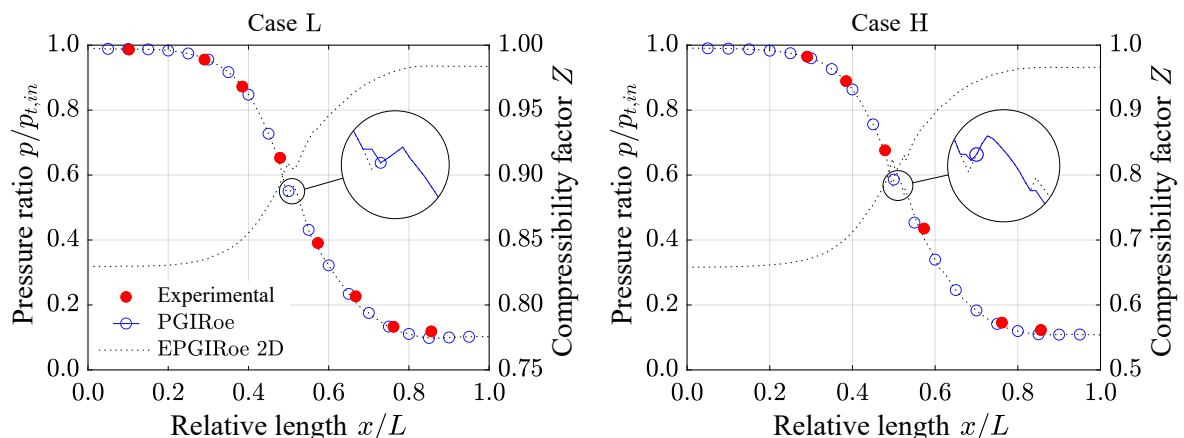 Case L
1.0
0.8
0.6
0.4
0.2
0.0
Pressure ratio p/p_{t,in}
1.00
0.95
0.90
0.85
0.80
0.75
Compressibility factor Z
Experimental
PGIRoe
EPGIRoe 2D
0.0 0.2 0.4 0.6 0.8 1.0
Relative length x/L
Case H
1.0
0.8
0.6
0.4
0.2
0.0
Pressure ratio p/p_{t,in}
1.0
0.9
0.8
0.7
0.6
0.5
Compressibility factor Z
0.0 0.2 0.4 0.6 0.8 1.0
Relative length x/L